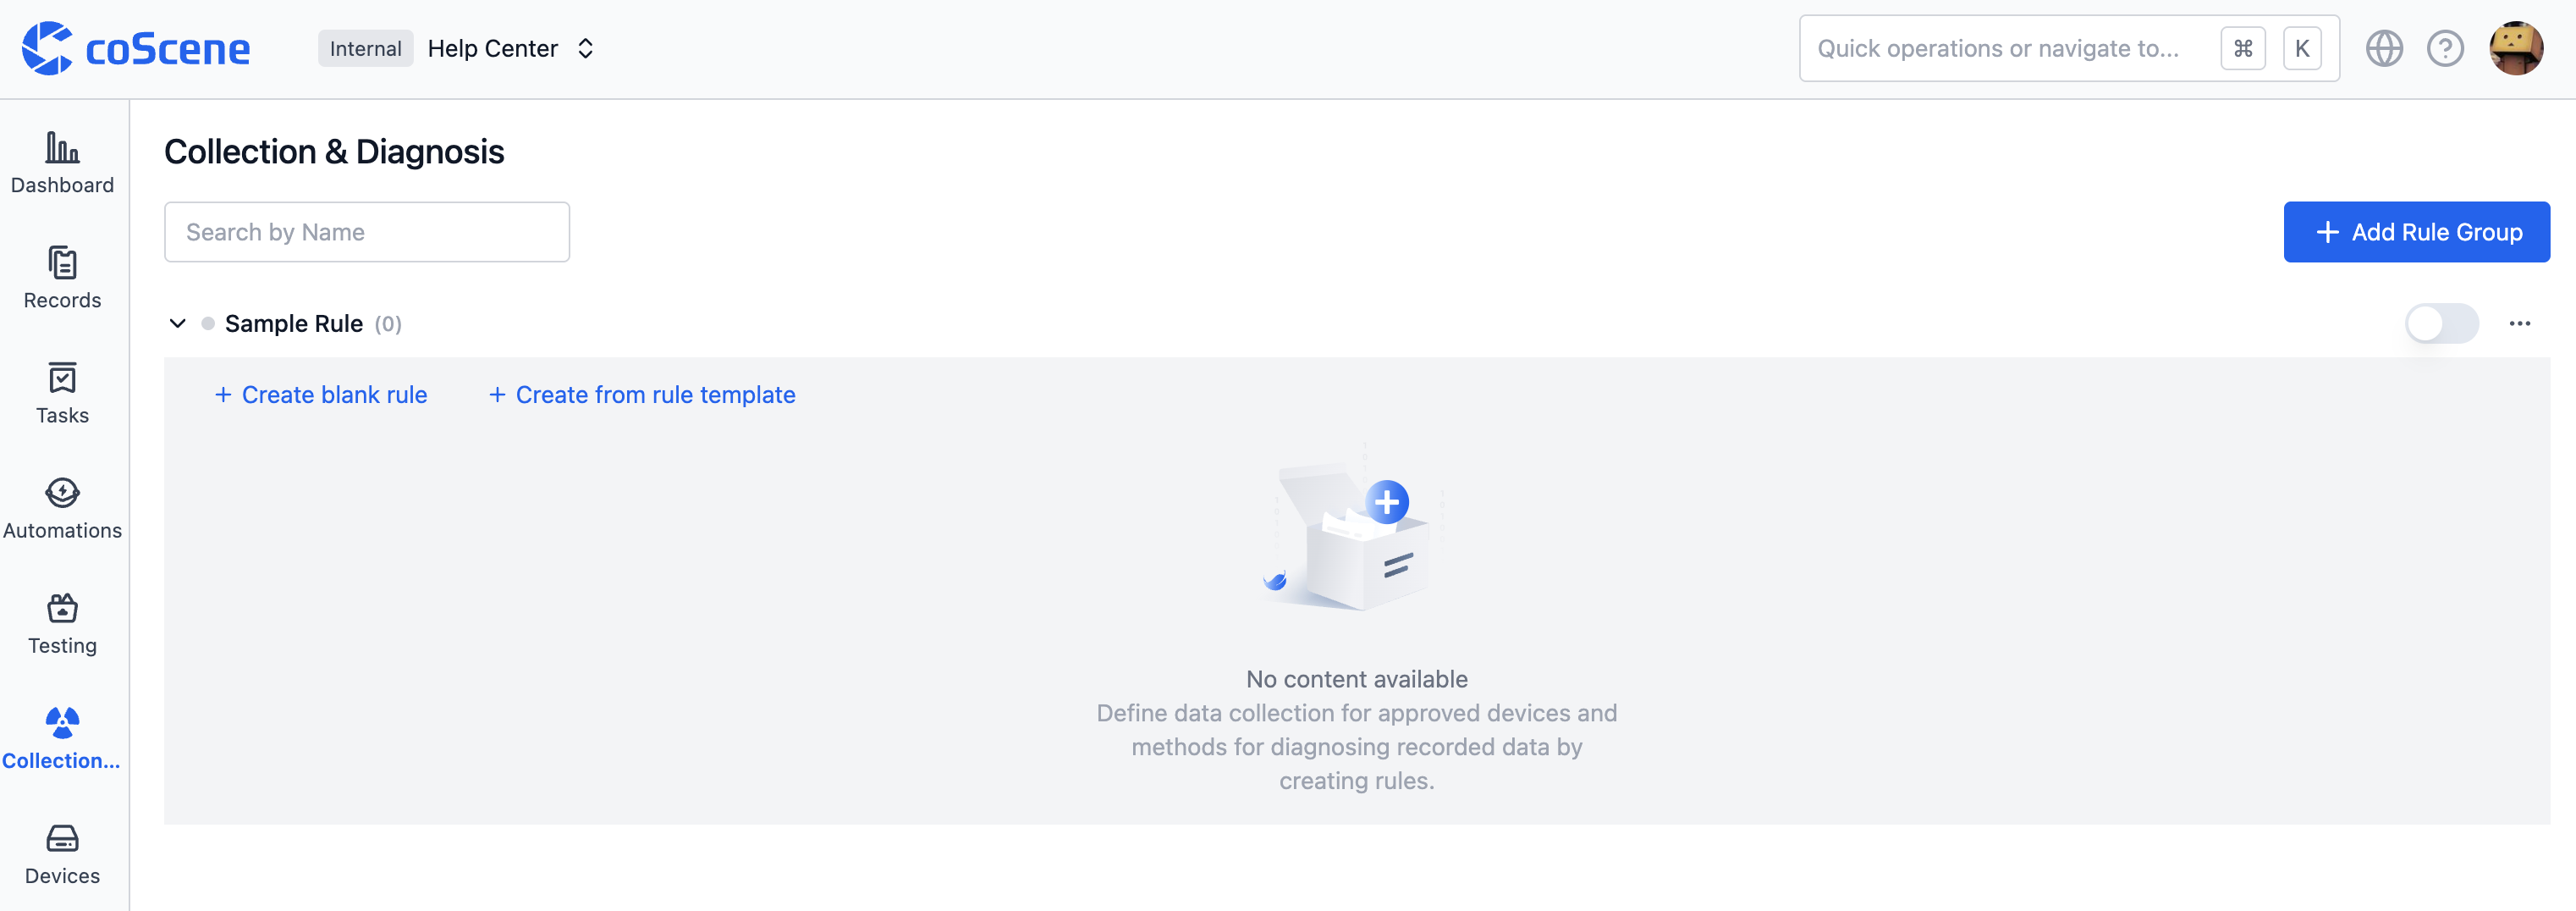 coScene
Internal Help Center
Quick operations or navigate to... ⌘ K
Dashboard
Records
Tasks
Automations
Testing
Collection...
Devices
Collection & Diagnosis
Search by Name
+ Add Rule Group
Sample Rule (0)
+ Create blank rule + Create from rule template
No content available
Define data collection for approved devices and
methods for diagnosing recorded data by
creating rules.